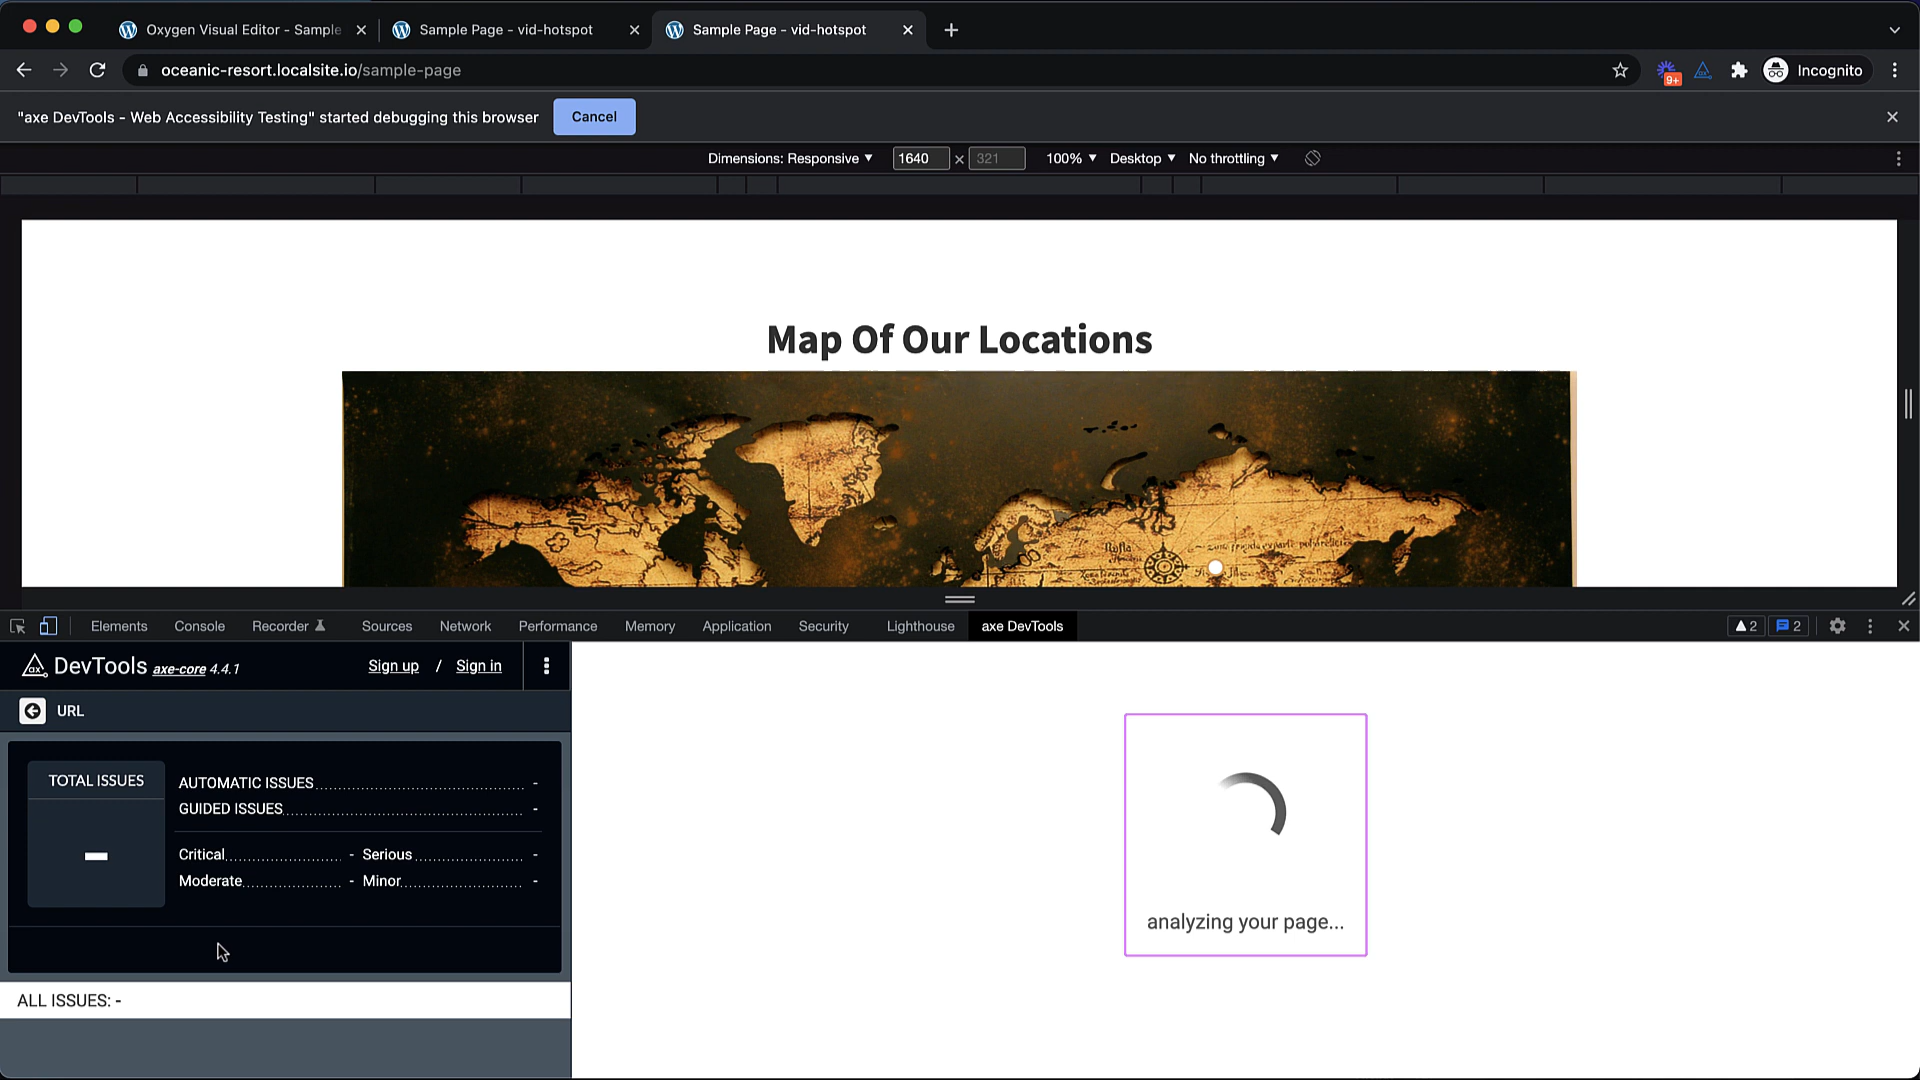 Oxygen Visual Editor - Sample
Sample Page - vid-hotspot
Sample Page - vid-hotspot
oceanic-resort.localsite.io/sample-page
9+
Incognito
"axe DevTools - Web Accessibility Testing" started debugging this browser
Cancel
Dimensions: Responsive ▼ 1640 × 321 100% ▼ Desktop ▼ No throttling ▼
Map Of Our Locations
Elements Console Recorder Sources Network Performance Memory Application Security Lighthouse axe DevTools 2 2
ax DevTools axe-core 4.4.1 Sign up / Sign in
URL
TOTAL ISSUES
-
AUTOMATIC ISSUES -
GUIDED ISSUES -
Critical - Serious -
Moderate - Minor -
analyzing your page...
ALL ISSUES: -